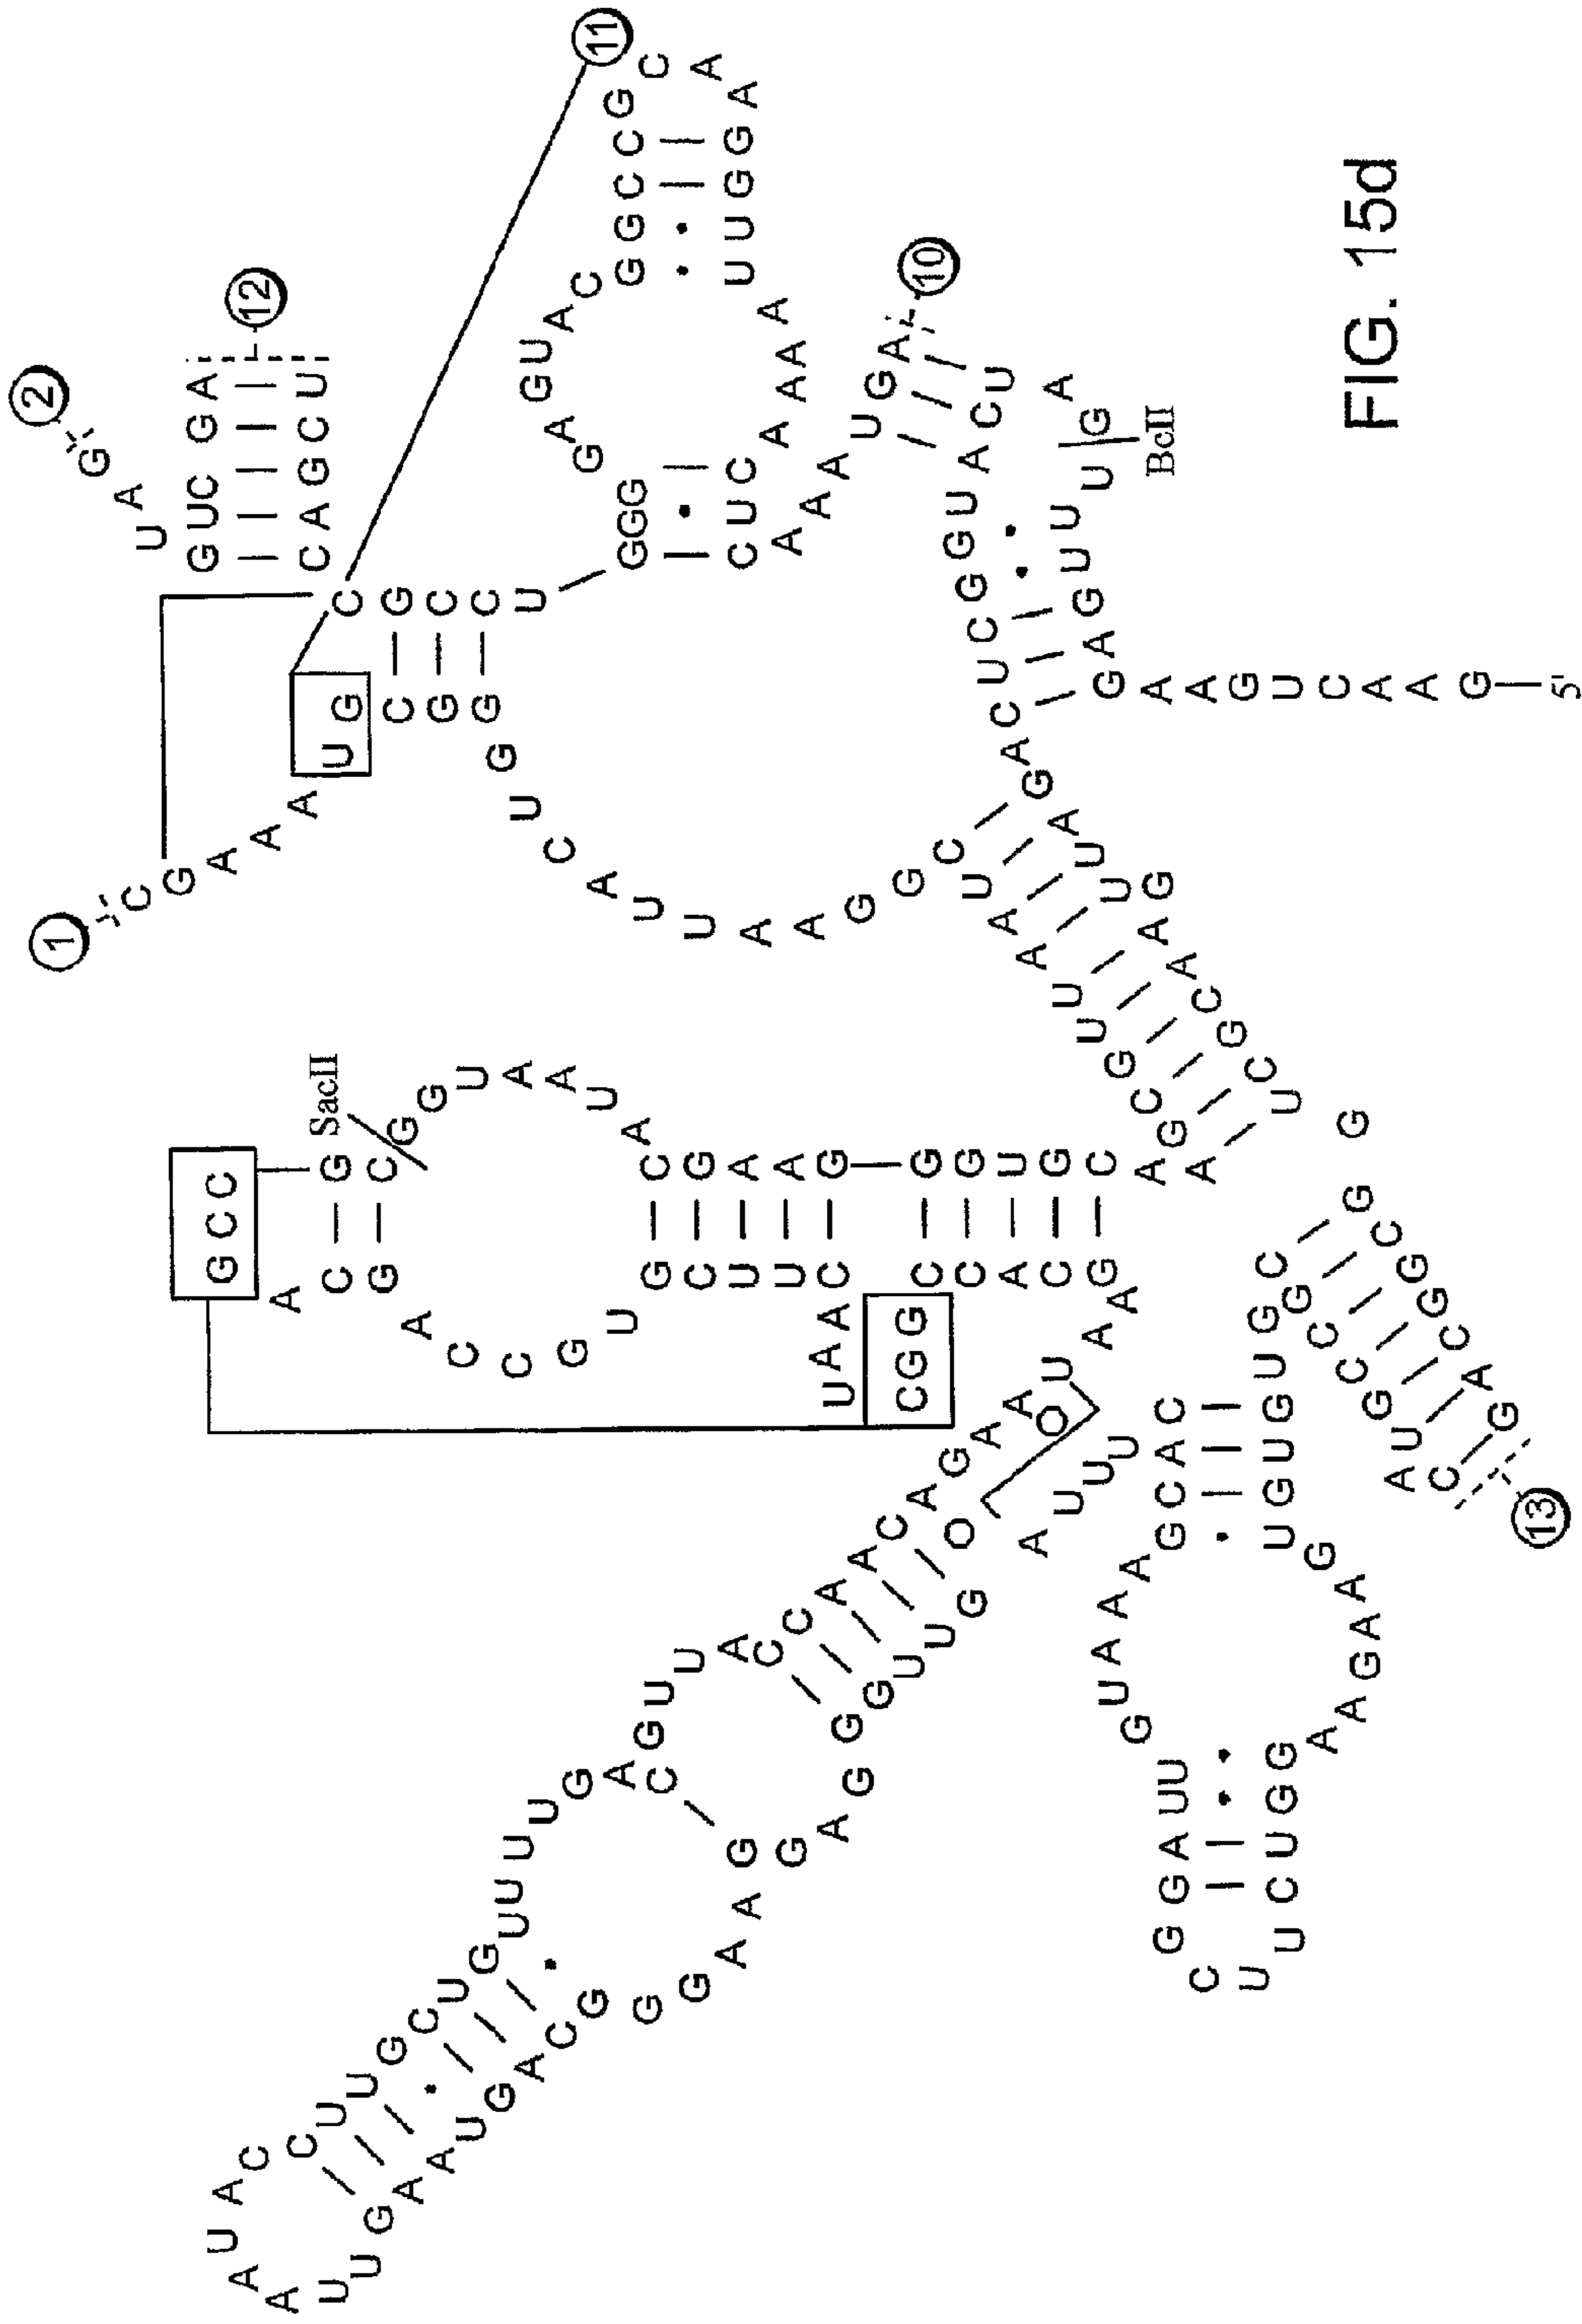 1
C G A A A
U G
C G G
G U C A U U A A G G C
2
G A U
G U C G A
12
C A G C U
C G C C U
11
G G G
G A G A U G A C
G G C C G
C A A
U U G G
A A A A
C U C
A A A A U G A
10
U A A U U G C G A
G A C U C G G U A C U
A
G
BclI
U U U G A G
G A A G U C A A G
5'
G A U U G A A C G C U G
G C C
SacII
G C
G G U A A U A
C G A A G
G G U G C
A
A C G
A C C G U
G C U U C
A A U
C G G
C C A C G
A A U
O
A A G A C A A C C A
U U G A
C
U U U U G U C G U U C
C A U A A U U G
A A U G A C G
G G A A G
G A G G G U U G
O
A U U U U
G C A C
A A A U G
U U A G G
C U U C U G G
A A G A A G
U G U G U G C
G C C G U A C
G C G G C A G
13
FIG. 15d